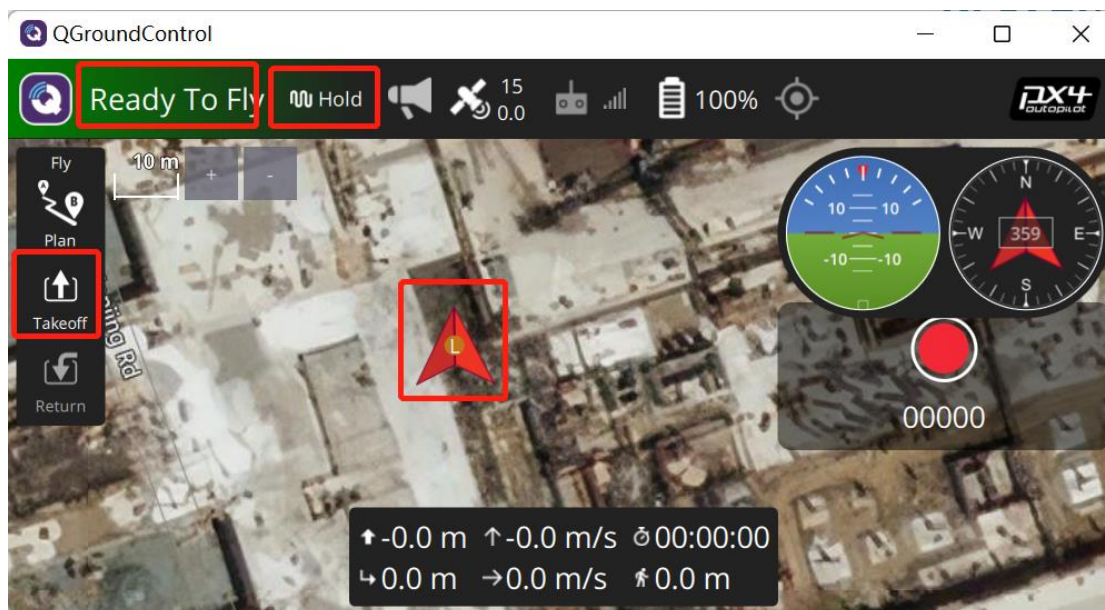 QGroundControl
Ready To Fly
Hold
15
0.0
100%
PX4
autopilot
Fly
10 m
+
-
Plan
Takeoff
Return
10 10
-10 -10
N
W 359 E
S
L
00000
-0.0 m -0.0 m/s 00:00:00
0.0 m 0.0 m/s 0.0 m